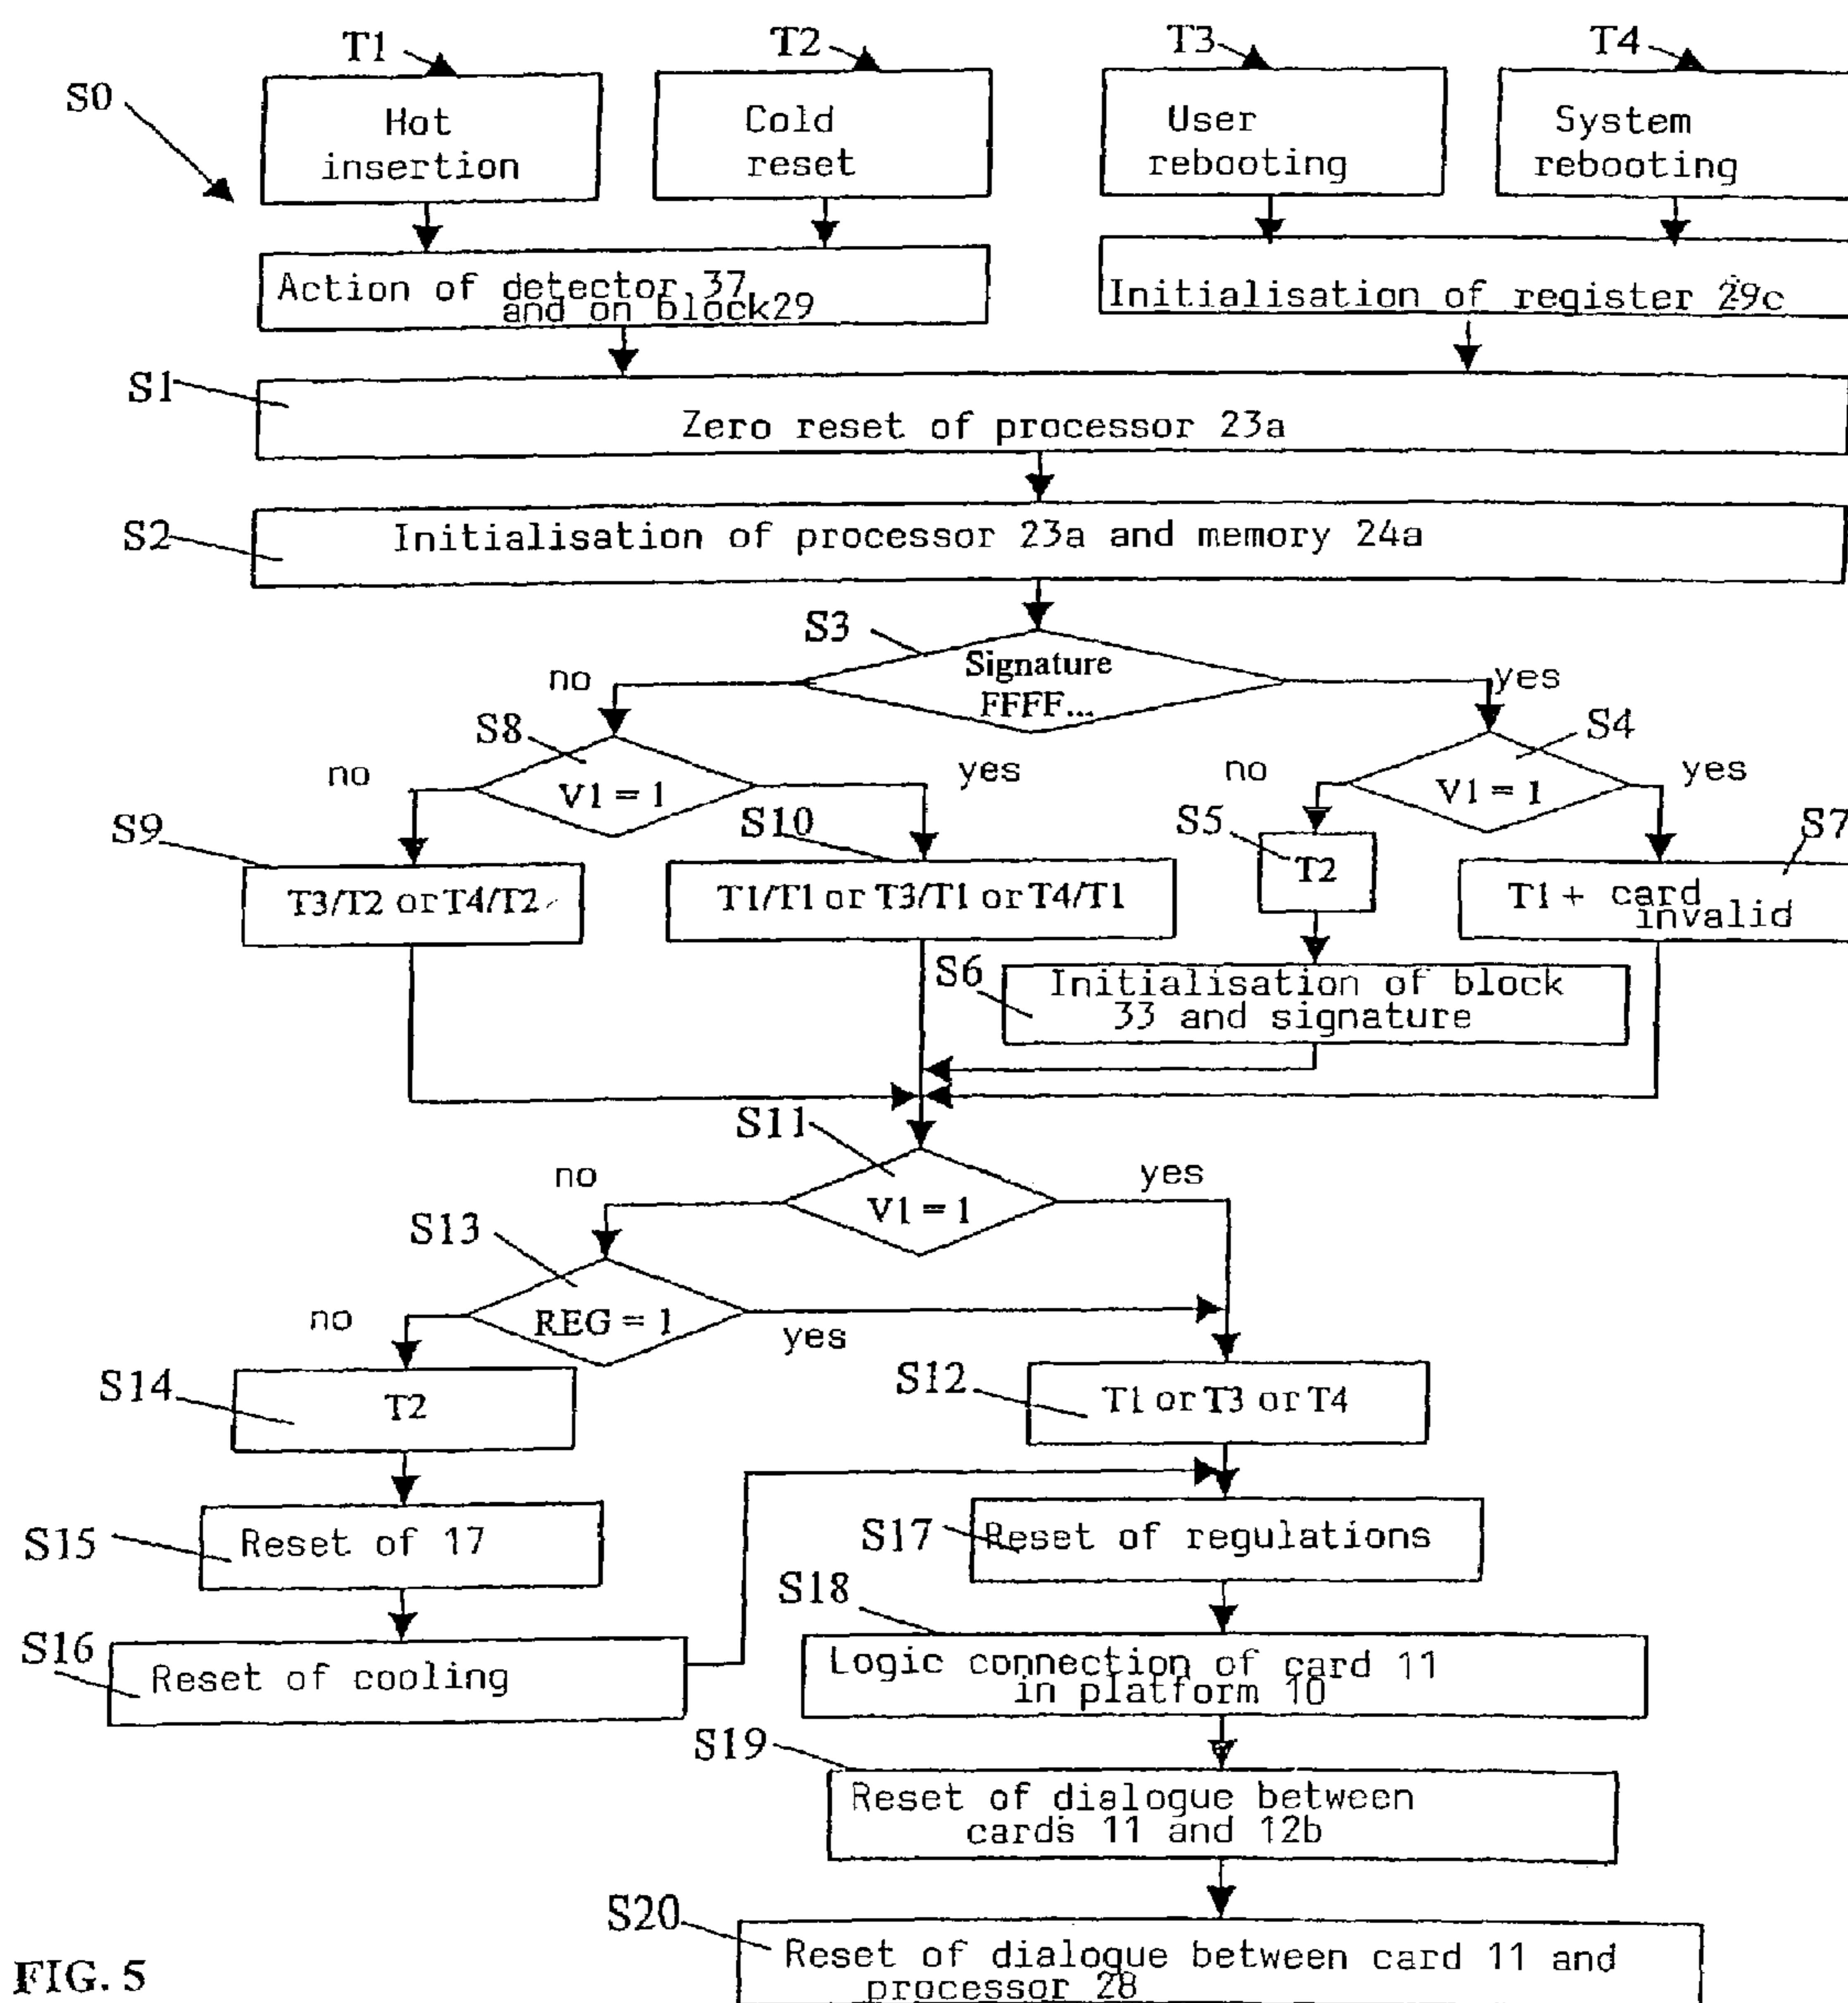 T1
T2
T3
T4
S0
Hot
insertion
Cold
reset
User
rebooting
System
rebooting
Action of detector 37
and on block29
Initialisation of register 29c
S1
Zero reset of processor 23a
S2
Initialisation of processor 23a and memory 24a
S3
Signature
FFFF...
no
yes
S8
V1 = 1
no
yes
S4
V1 = 1
no
yes
S9
T3/T2 or T4/T2
S10
T1/T1 or T3/T1 or T4/T1
S5
T2
S7
T1 + card
invalid
S6
Initialisation of block
33 and signature
S11
V1 = 1
no
yes
S13
REG = 1
no
yes
S14
T2
S12
T1 or T3 or T4
S15
Reset of 17
S17
Reset of regulations
S16
Reset of cooling
S18
Logic connection of card 11
in platform 10
S19
Reset of dialogue between
cards 11 and 12b
S20
Reset of dialogue between card 11 and
processor 28
FIG. 5